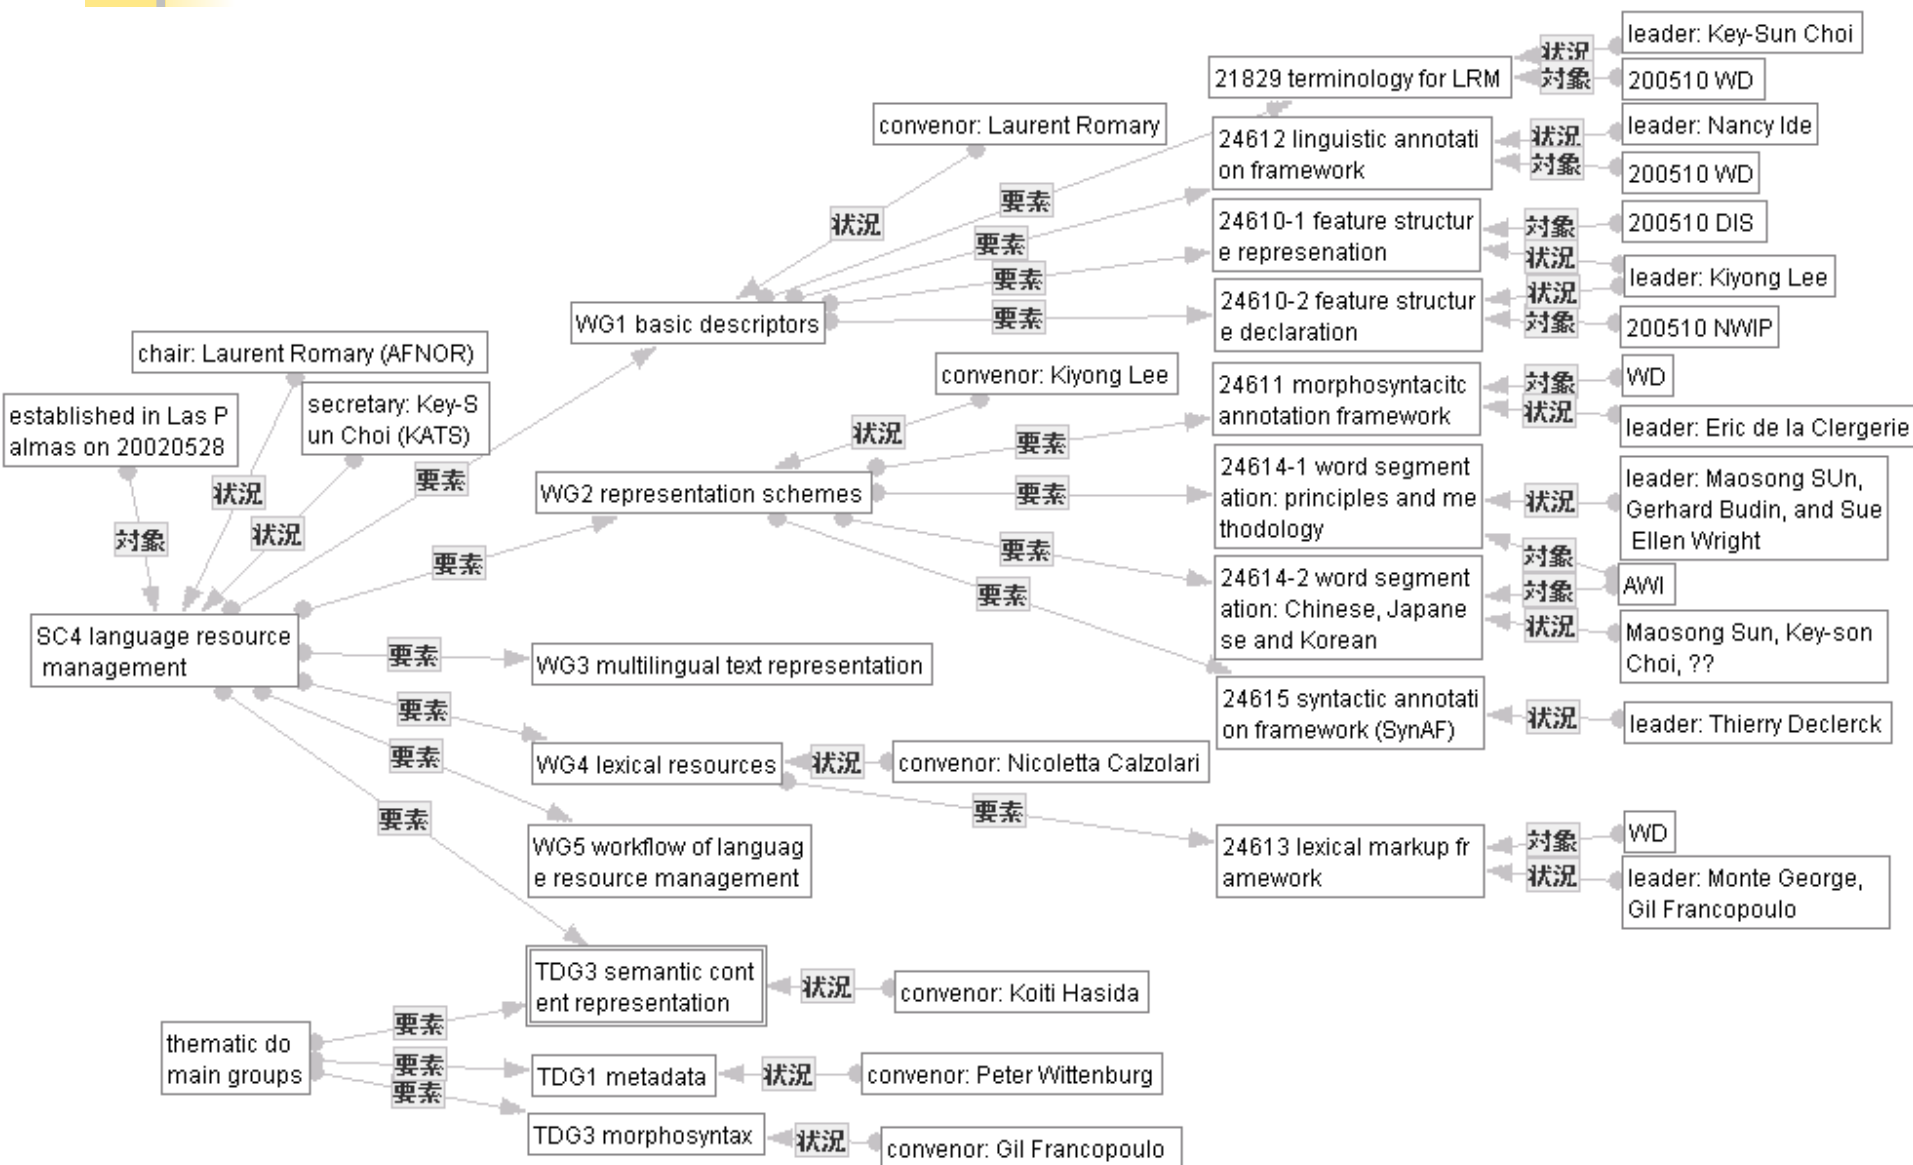 leader: Key-Sun Choi
状況
21829 terminology for LRM
対象
200510 WD
convenor: Laurent Romary
24612 linguistic annotati
on framework
状況
leader: Nancy Ide
対象
200510 WD
要素
状況
要素
24610-1 feature structur
e represenation
対象
200510 DIS
状況
leader: Kiyong Lee
要素
WG1 basic descriptors
要素
24610-2 feature structur
e declaration
状況
対象
200510 NWIP
chair: Laurent Romary (AFNOR)
convenor: Kiyong Lee
24611 morphosyntacitc
annotation framework
対象
WD
状況
leader: Eric de la Clergerie
established in Las P
almas on 20020528
secretary: Key-S
un Choi (KATS)
状況
要素
要素
24614-1 word segment
ation: principles and me
thodology
状況
leader: Maosong SUn,
Gerhard Budin, and Sue
Ellen Wright
状況
WG2 representation schemes
要素
状況
対象
要素
要素
対象
AWI
24614-2 word segment
ation: Chinese, Japane
se and Korean
対象
状況
Maosong Sun, Key-son
Choi, ??
要素
SC4 language resource
management
要素
WG3 multilingual text representation
24615 syntactic annotati
on framework (SynAF)
状況
leader: Thierry Declerck
要素
要素
WG4 lexical resources
状況
convenor: Nicoletta Calzolari
要素
要素
WG5 workflow of languag
e resource management
24613 lexical markup fr
amework
対象
WD
状況
leader: Monte George,
Gil Francopoulo
TDG3 semantic cont
ent representation
状況
convenor: Koiti Hasida
thematic do
main groups
要素
要素
要素
TDG1 metadata
状況
convenor: Peter Wittenburg
TDG3 morphosyntax
状況
convenor: Gil Francopoulo